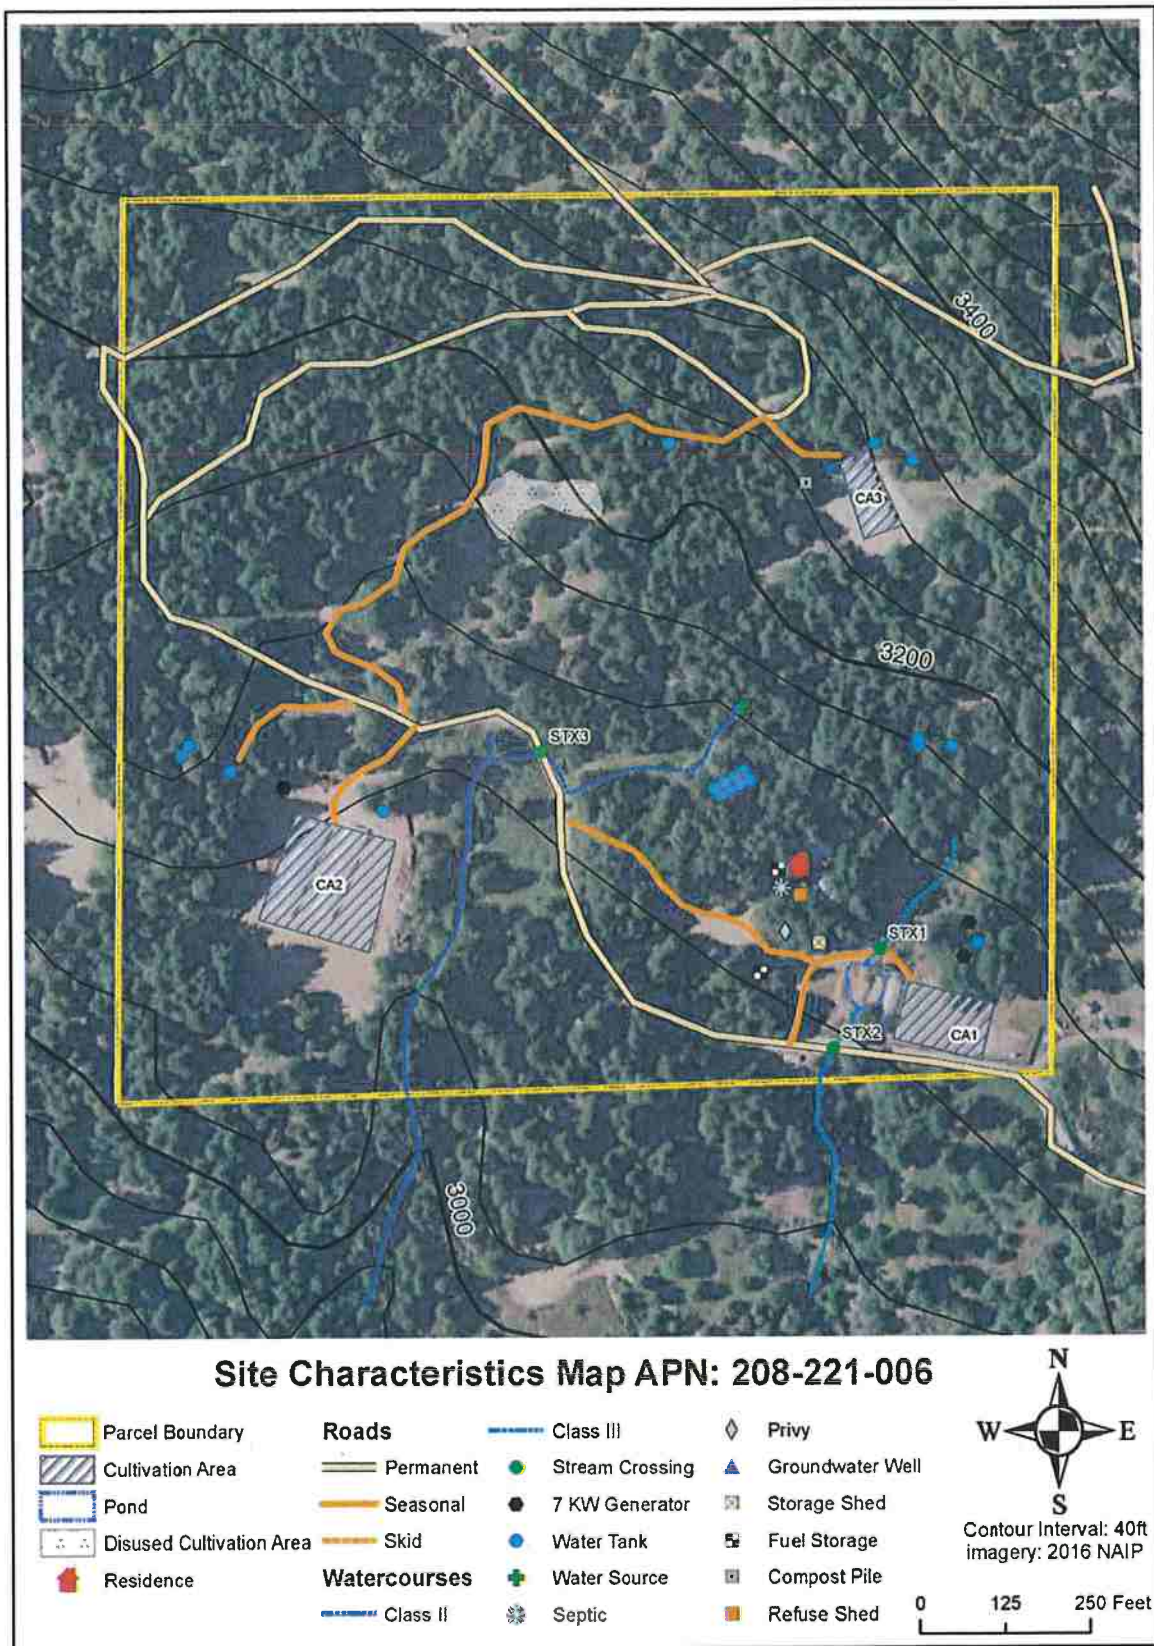 3400
CA3
3200
STX3
CA2
STX1
CA1
STX2
3000
Site Characteristics Map APN: 208-221-006
N
W E
S
Parcel Boundary
Cultivation Area
Pond
Disused Cultivation Area
Residence
Roads
Permanent
Seasonal
Skid
Watercourses
Class II
Class III
Stream Crossing
7 KW Generator
Water Tank
Water Source
Septic
Privy
Groundwater Well
Storage Shed
Fuel Storage
Compost Pile
Refuse Shed
Contour Interval: 40ft
imagery: 2016 NAIP
0 125 250 Feet